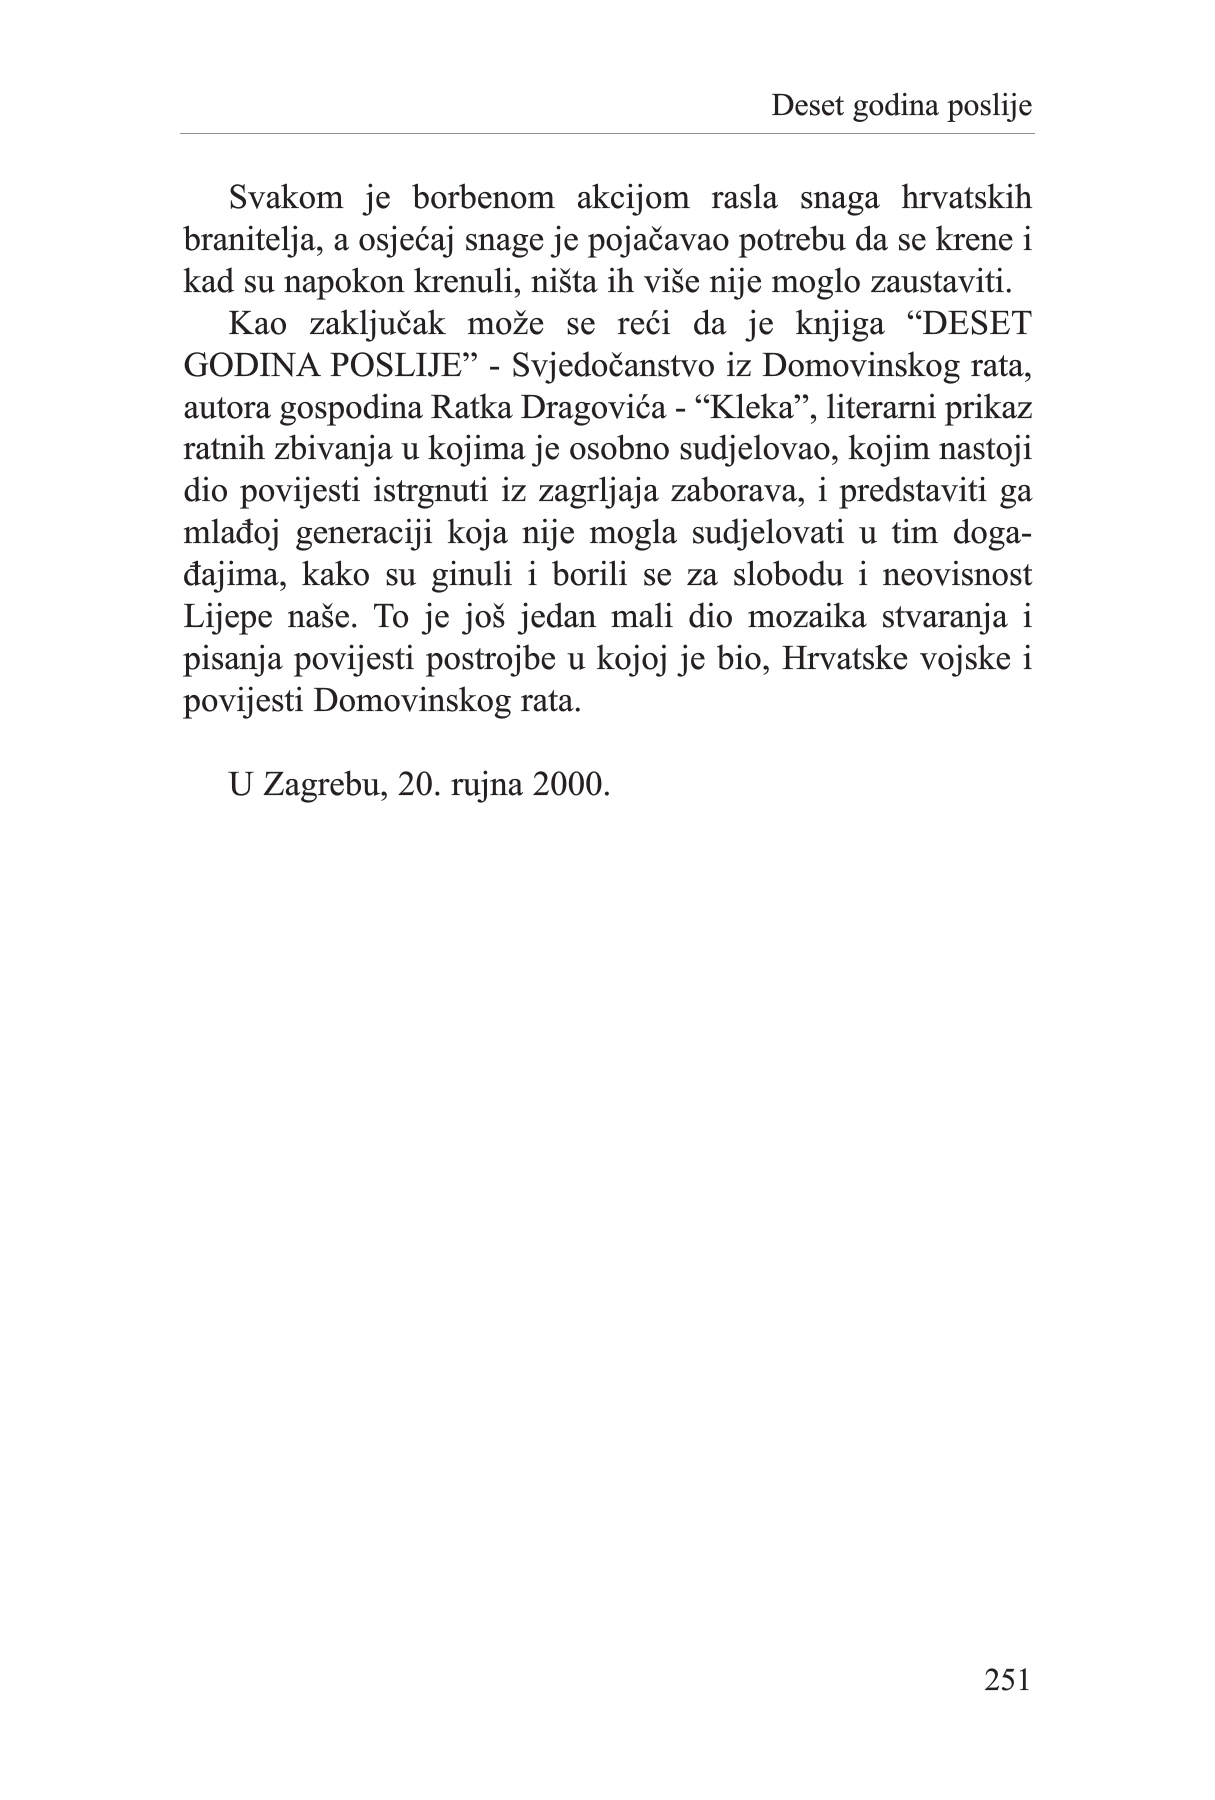 Deset godina poslije
Svakom je borbenom akcijom rasla snaga hrvatskih
branitelja, a osjećaj snage je pojačavao potrebu da se krene i
kad su napokon krenuli, ništa ih više nije moglo zaustaviti.
Kao zaključak može se reći da je knjiga “DESET
GODINA POSLIJE” - Svjedočanstvo iz Domovinskog rata,
autora gospodina Ratka Dragovića - “Kleka”, literarni prikaz
ratnih zbivanja u kojima je osobno sudjelovao, kojim nastoji
dio povijesti istrgnuti iz zagrljaja zaborava, i predstaviti ga
mlađoj generaciji koja nije mogla sudjelovati u tim doga-
đajima, kako su ginuli i borili se za slobodu i neovisnost
Lijepe naše. To je još jedan mali dio mozaika stvaranja i
pisanja povijesti postrojbe u kojoj je bio, Hrvatske vojske i
povijesti Domovinskog rata.
U Zagrebu, 20. rujna 2000.
251